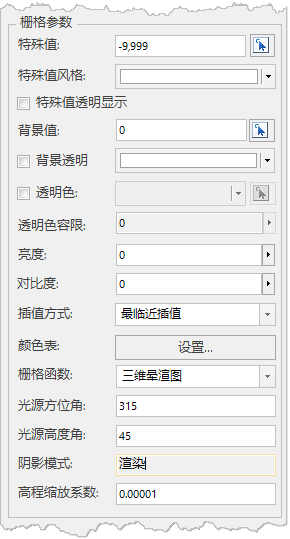 栅格参数
特殊值: -9,999
特殊值风格:
特殊值透明显示
背景值: 0
背景透明
透明色:
透明色容限: 0
亮度: 0
对比度: 0
插值方式: 最临近插值
颜色表: 设置...
栅格函数: 三维晕渲图
光源方位角: 315
光源高度角: 45
阴影模式: 渲染
高程缩放系数: 0.00001